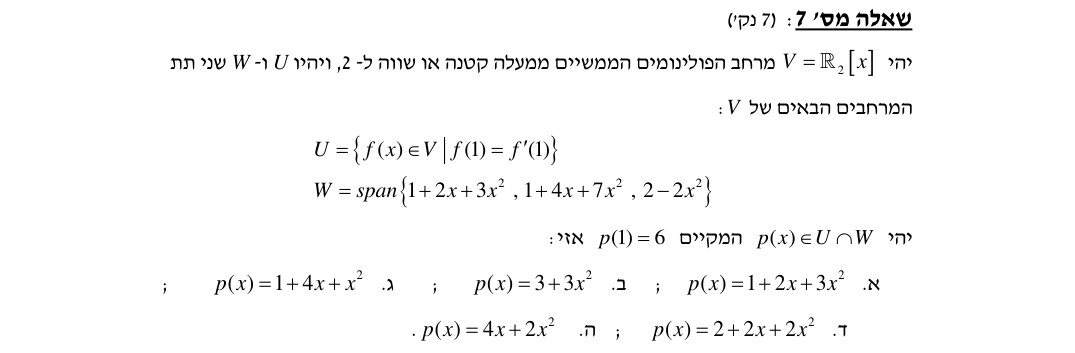 שאלה מס׳ 7 : (7 נק׳)
יהי V = ℝ₂[x] מרחב הפולינומים הממשיים ממעלה קטנה או שווה ל- 2, ויהיו U ו- W שני תת
המרחבים הבאים של V :
U = {f(x) ∈ V | f(1) = f′(1)}
W = span{1+2x+3x² , 1+4x+7x² , 2−2x²}
יהי p(x) ∈ U ∩ W המקיים p(1) = 6 אזי :
א. p(x) = 1+2x+3x² ; ב. p(x) = 3+3x² ; ג. p(x) = 1+4x+x² ;
ד. p(x) = 2+2x+2x² ; ה. p(x) = 4x+2x² .